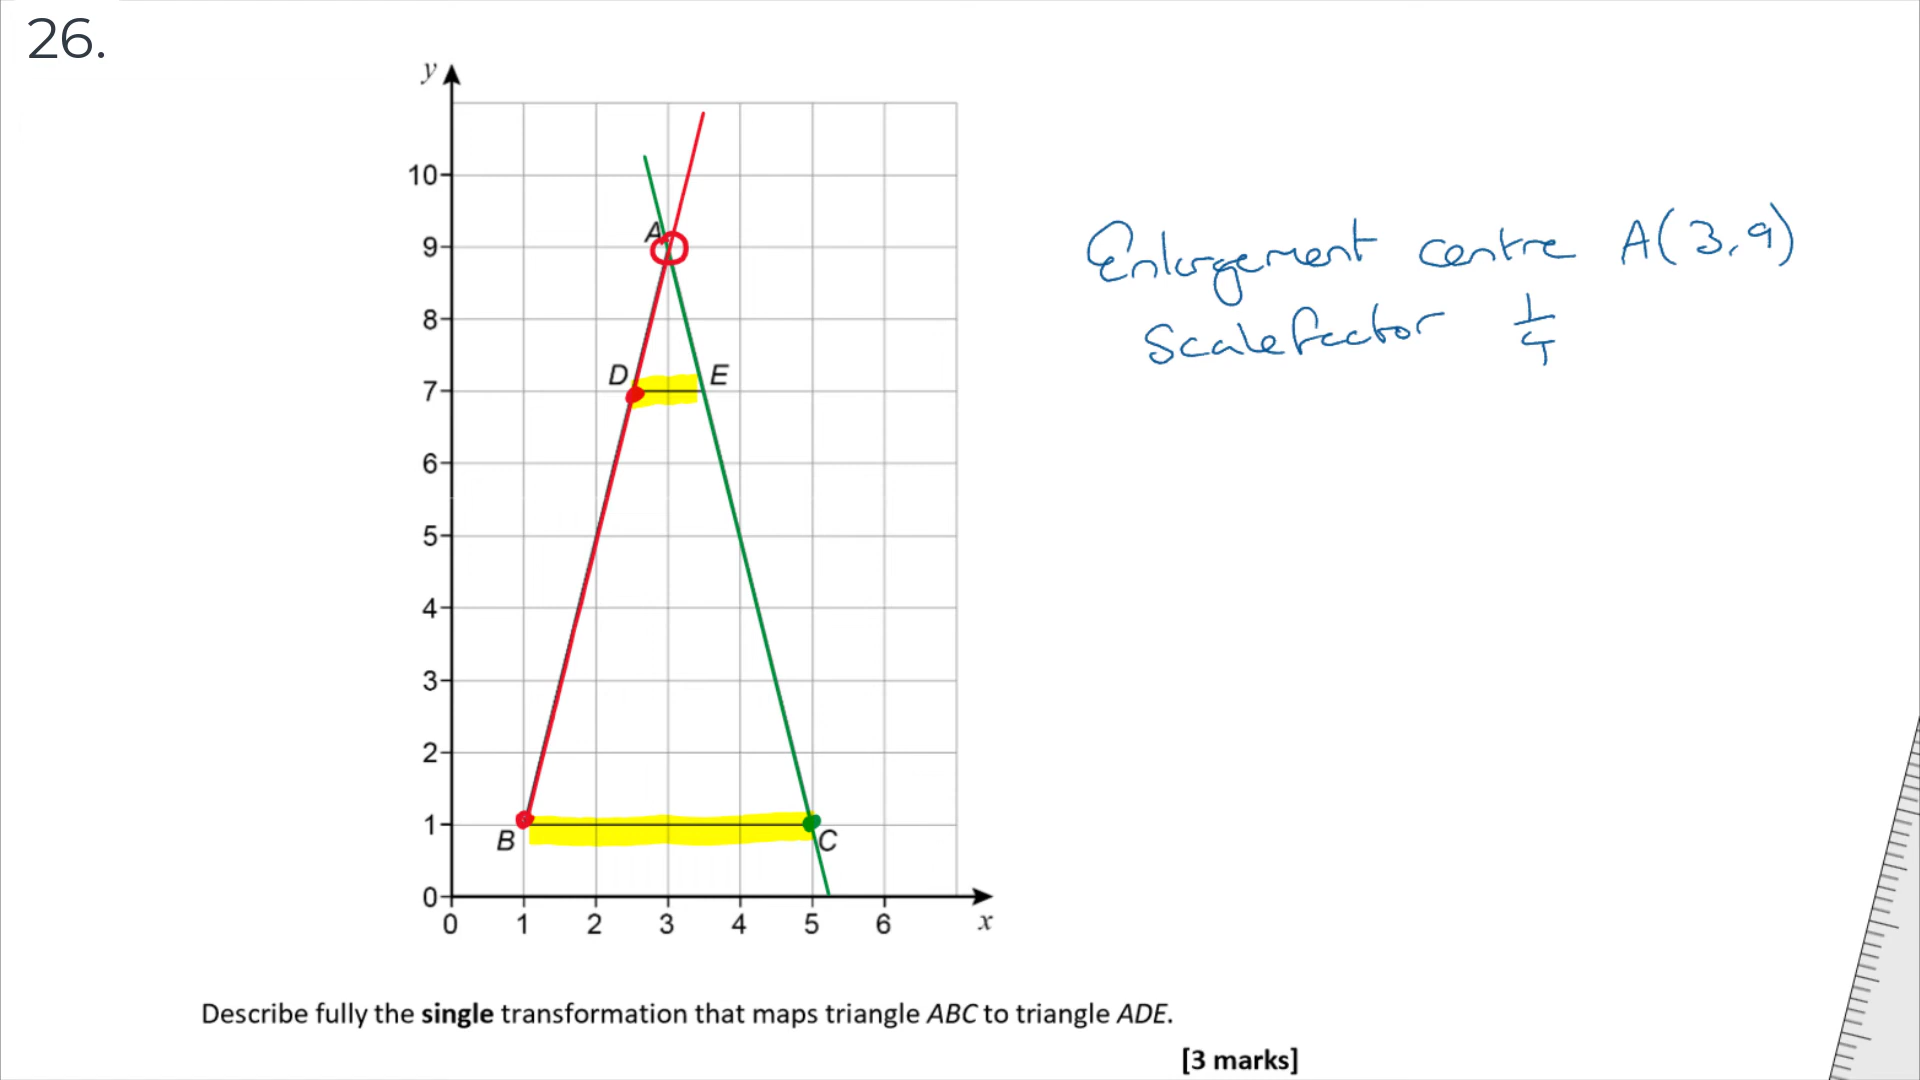 26.
y
10
9
8
7
6
5
4
3
2
1
0
A
D E
B C
0 1 2 3 4 5 6 x
Enlargement centre A(3,9)
Scale factor 1/4
Describe fully the single transformation that maps triangle ABC to triangle ADE.
[3 marks]